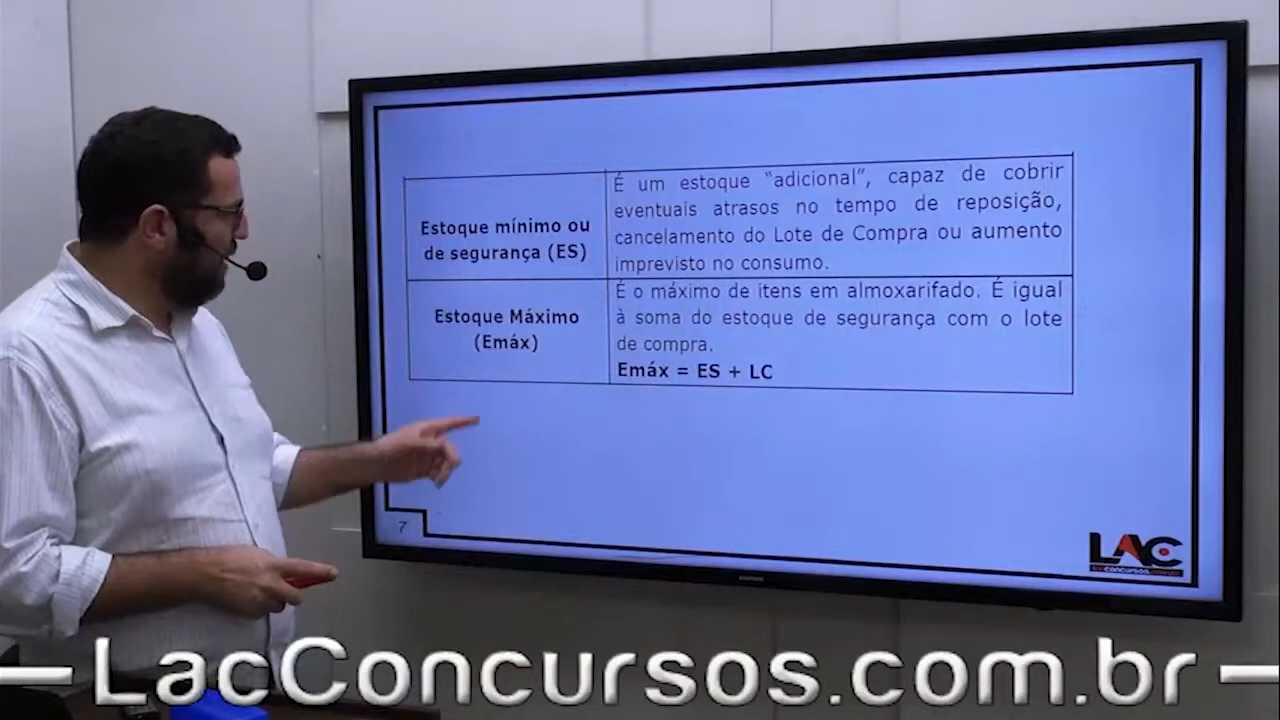 Estoque mínimo ou
de segurança (ES)
É um estoque “adicional”, capaz de cobrir
eventuais atrasos no tempo de reposição,
cancelamento do Lote de Compra ou aumento
imprevisto no consumo.
Estoque Máximo
(Emáx)
É o máximo de itens em almoxarifado. É igual
à soma do estoque de segurança com o lote
de compra.
Emáx = ES + LC
7
LAC
LacConcursos.com.br